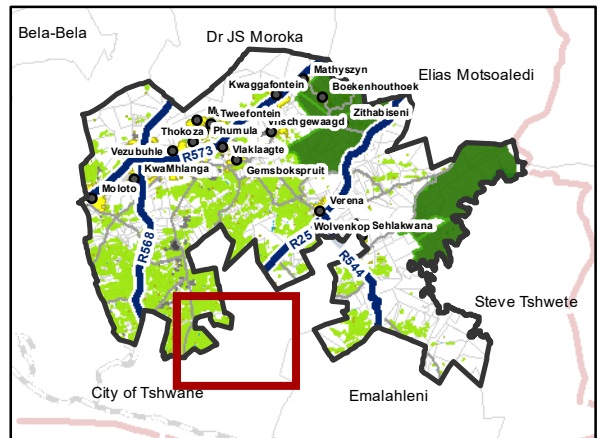 Bela-Bela
Dr JS Moroka
Mathyszyn
Elias Motsoaledi
Kwaggafontein
Boekenhouthoek
Tweefontein
Zithabiseni
Thokoza
Phumula
Vezubuhle
R573
Vlaklaagte
KwaMhlanga
Gemsbokspruit
Moloto
Verena
R568
R25
Wolvenkop
Sehlakwana
R544
Steve Tshwete
City of Tshwane
Emalahleni